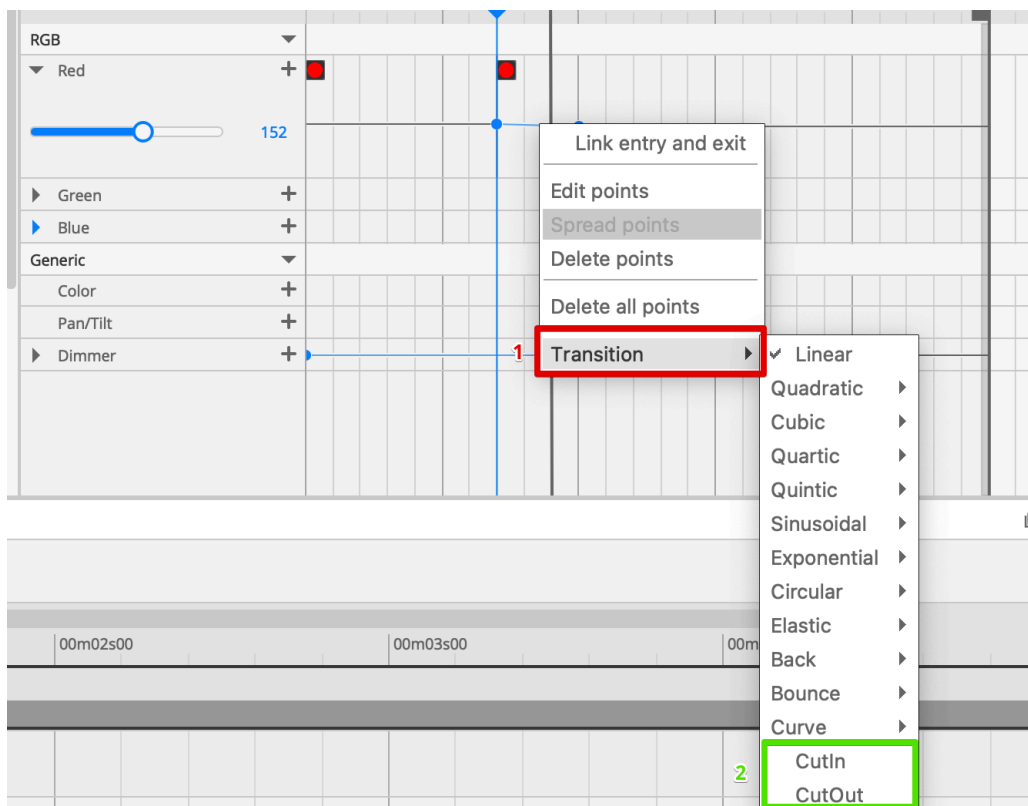 RGB
Red
152
Green
Blue
Generic
Color
Pan/Tilt
Dimmer
Link entry and exit
Edit points
Spread points
Delete points
Delete all points
1
Transition
Linear
Quadratic
Cubic
Quartic
Quintic
Sinusoidal
Exponential
Circular
Elastic
Back
Bounce
Curve
2
CutIn
CutOut
00m02s00
00m03s00
00m